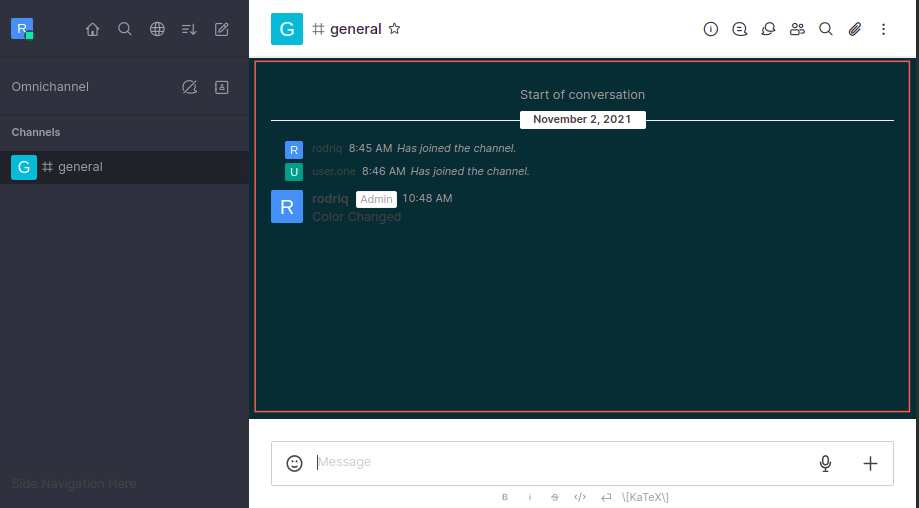 R
Omnichannel
Channels
G general
Side Navigation Here
G general
Start of conversation
November 2, 2021
R rodriq 8:45 AM Has joined the channel.
U user.one 8:46 AM Has joined the channel.
R rodriq Admin 10:48 AM
Color Changed
Message
B i S </> \[KaTeX\]